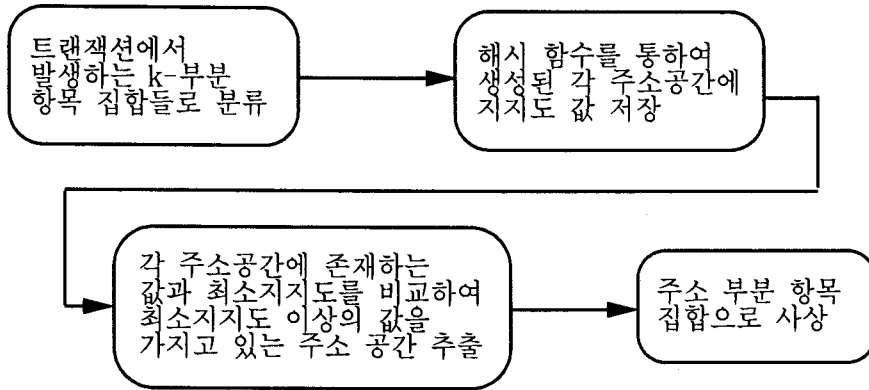 트랜잭션에서
발생하는 k-부분
항목 집합들로 분류
해시 함수를 통하여
생성된 각 주소공간에
지지도 값 저장
각 주소공간에 존재하는
값과 최소지지도를 비교하여
최소지지도 이상의 값을
가지고 있는 주소 공간 추출
주소 부분 항목
집합으로 사상